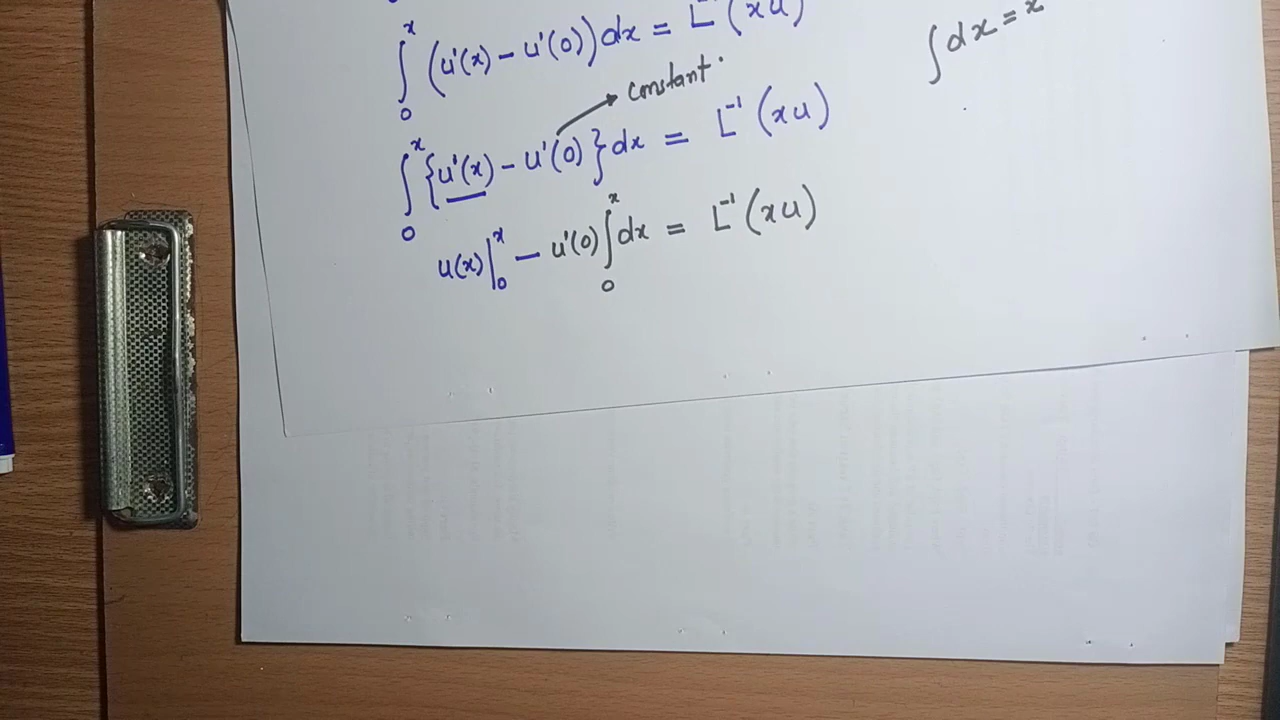 ∫₀ˣ (u'(x) − u'(0)) dx = L⁻¹(xu)
∫dx = x
constant.
∫₀ˣ {u'(x) − u'(0)} dx = L⁻¹(xu)
u(x)|₀ˣ − u'(0) ∫₀ˣ dx = L⁻¹(xu)